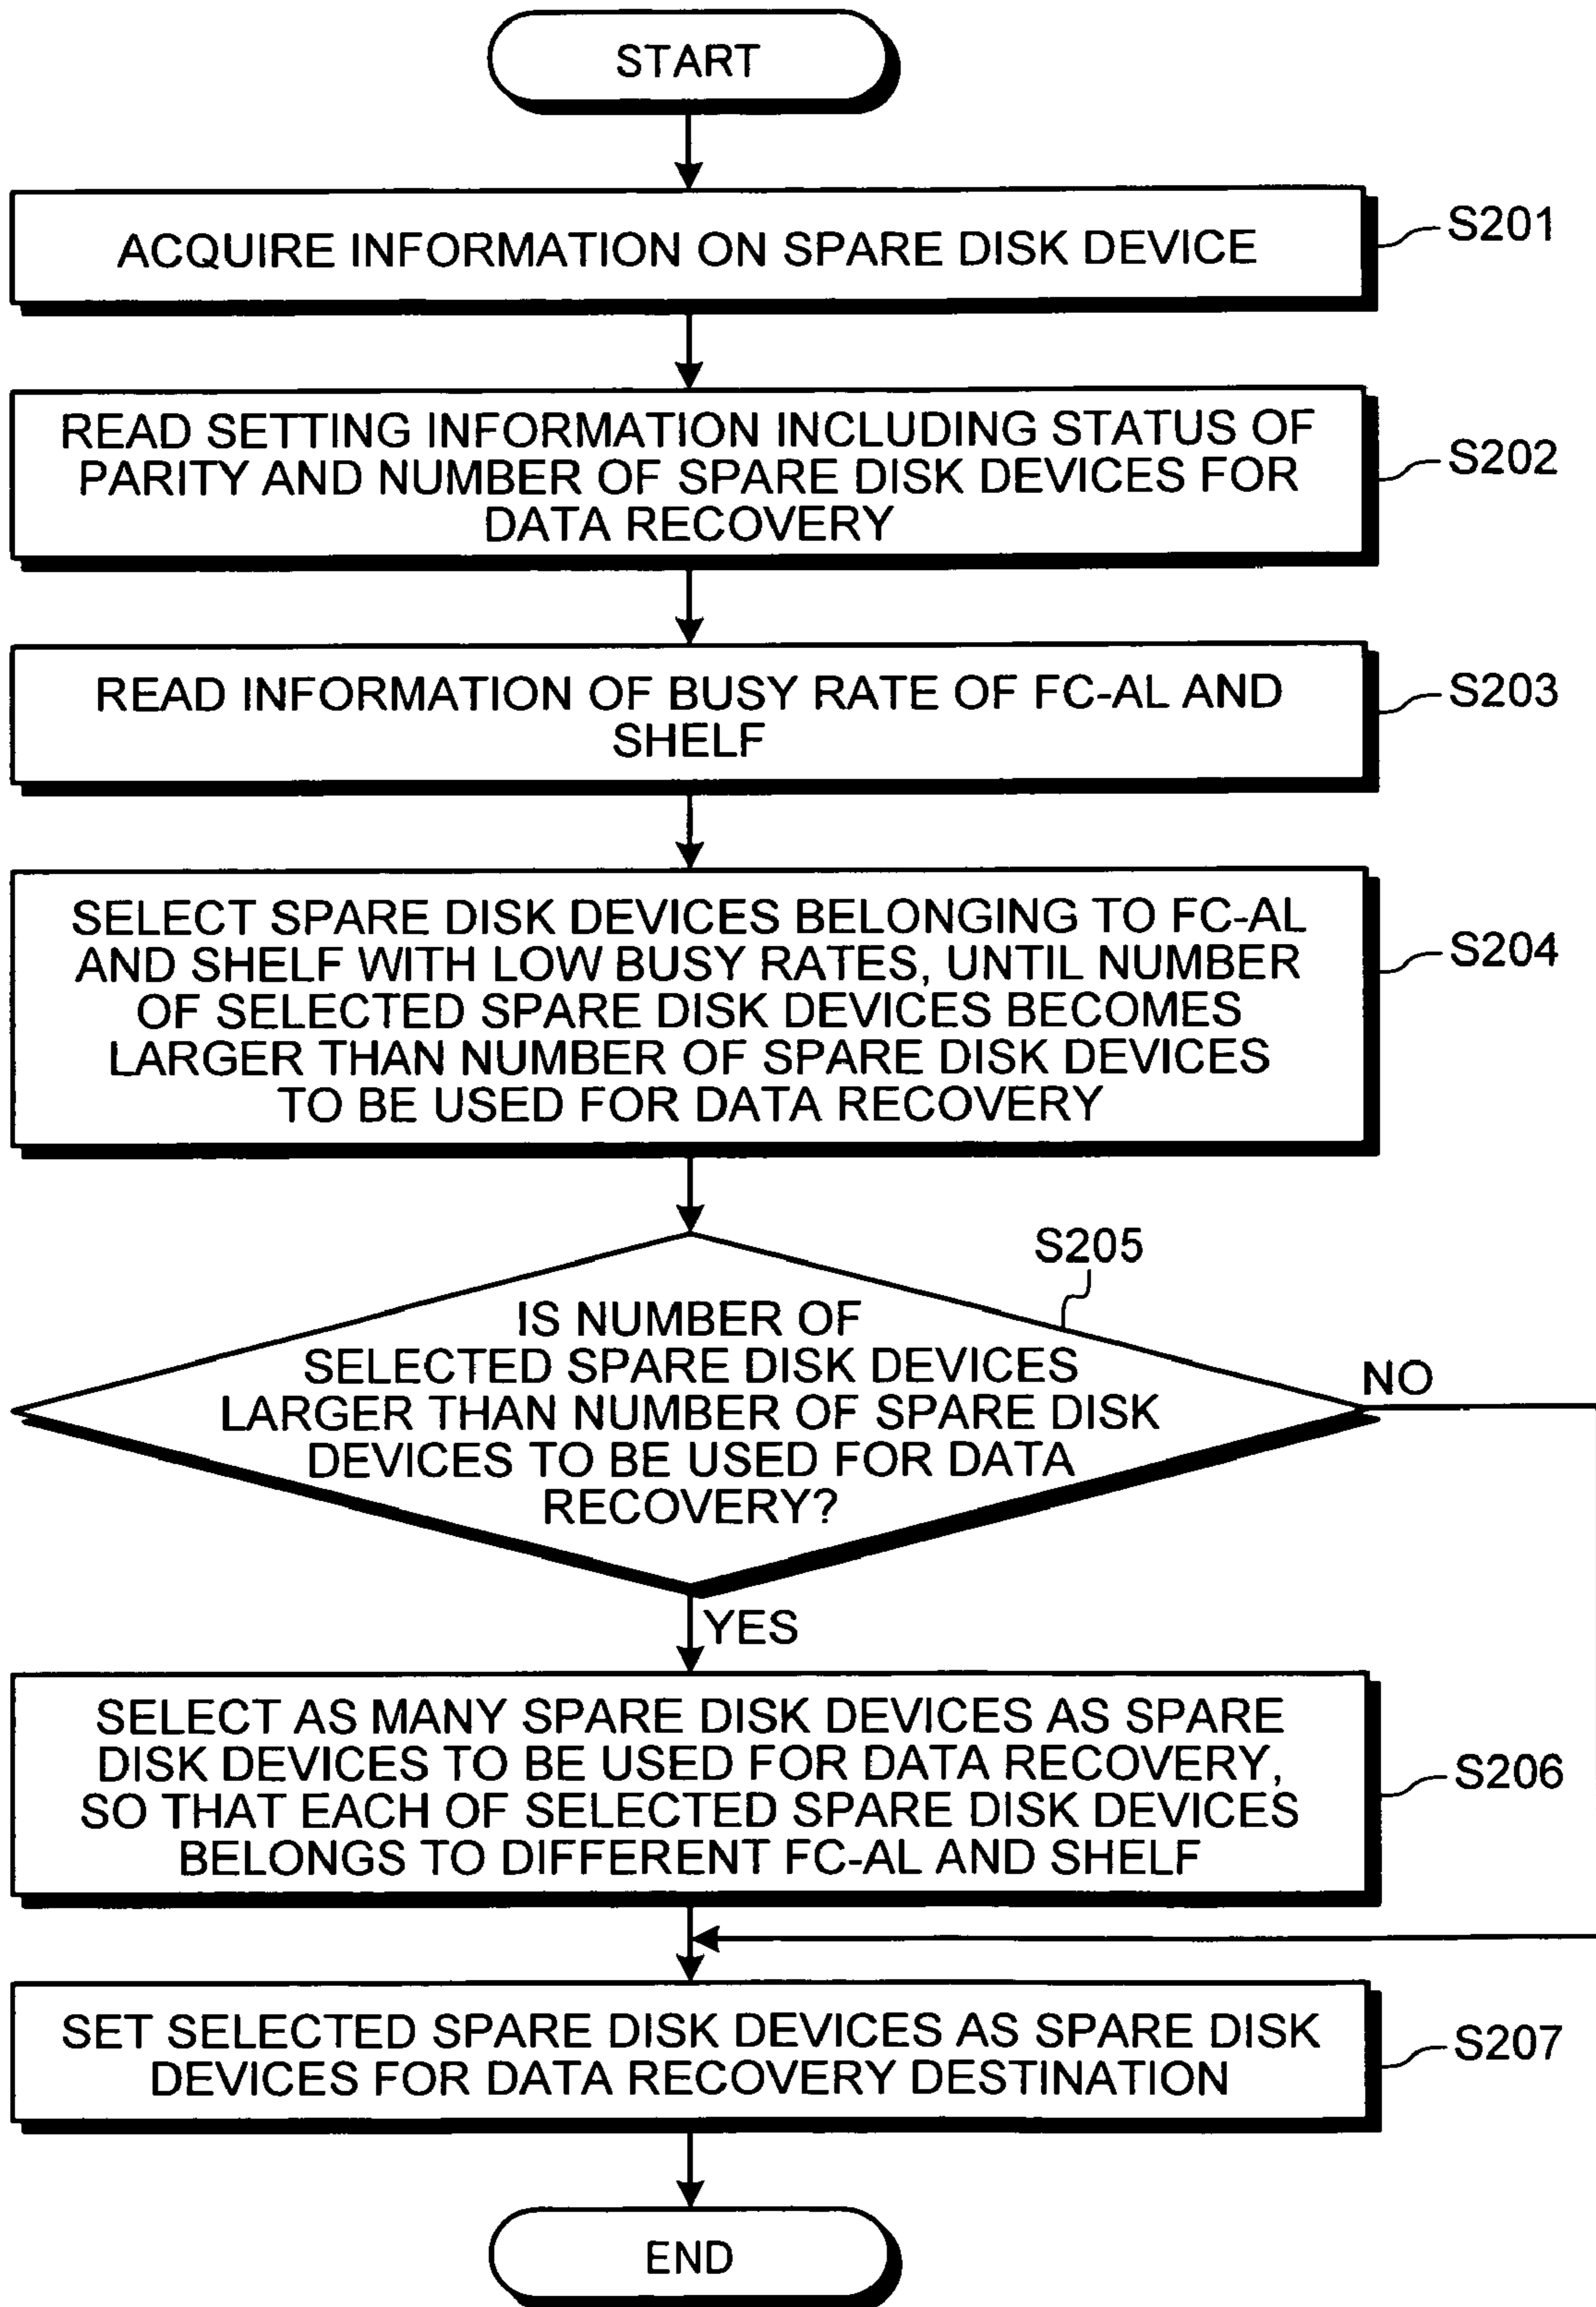 START
ACQUIRE INFORMATION ON SPARE DISK DEVICE
S201
READ SETTING INFORMATION INCLUDING STATUS OF
PARITY AND NUMBER OF SPARE DISK DEVICES FOR
DATA RECOVERY
S202
READ INFORMATION OF BUSY RATE OF FC-AL AND
SHELF
S203
SELECT SPARE DISK DEVICES BELONGING TO FC-AL
AND SHELF WITH LOW BUSY RATES, UNTIL NUMBER
OF SELECTED SPARE DISK DEVICES BECOMES
LARGER THAN NUMBER OF SPARE DISK DEVICES
TO BE USED FOR DATA RECOVERY
S204
S205
IS NUMBER OF
SELECTED SPARE DISK DEVICES
LARGER THAN NUMBER OF SPARE DISK
DEVICES TO BE USED FOR DATA
RECOVERY?
NO
YES
SELECT AS MANY SPARE DISK DEVICES AS SPARE
DISK DEVICES TO BE USED FOR DATA RECOVERY,
SO THAT EACH OF SELECTED SPARE DISK DEVICES
BELONGS TO DIFFERENT FC-AL AND SHELF
S206
SET SELECTED SPARE DISK DEVICES AS SPARE DISK
DEVICES FOR DATA RECOVERY DESTINATION
S207
END